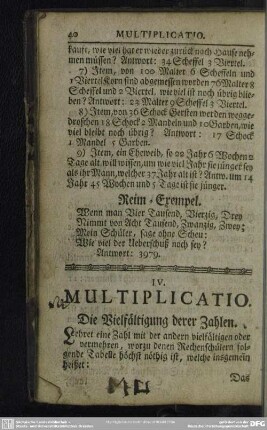 40 MULTIPLICATIO.
kauft, wie viel hat er wieder zurück nach Hause nehmen
men müssen? Antwort: 34 Scheffel 3 Viertel.
7) Item, von 100 Malter 6 Scheffeln und
1 Viertel Korn sind abgemessen worden 76 Malter 8
Scheffel und 2 Viertel. wie viel ist noch übrig blie-
ben? Antwort: 23 Malter 9 Scheffel 3 Viertel.
8) Item, von 36 Schock Gersten werden wegge-
droschen 18 Schock 2 Mandeln und 10 Garben, wie
viel bleibet noch übrig? Antwort: 17 Schock
1 Mandel 5 Garben.
9) Item, ein Eheweib, so 22 Jahr 6 Wochen 2
Tage alt will wissen, um wie viel Jahr sie jünger sey
als ihr Mann, welcher 37 Jahr alt ist? Antw. um 14
Jahr 45 Wochen und 5 Tage ist sie jünger.
Reim-Exempel.
Wenn man Vier Tausend, Vierzig, Drey
Nimmt von Acht Tausend, Zwanzig, Zwey;
Mein Schüler, sage ohne Scheu:
Wie viel der Ueberschuß noch sey?
Antwort: 3979.
IV.
MULTIPLICATIO.
Die Vielfältigung derer Zahlen.
Lehret eine Zahl mit der andern vielfältigen oder
vermehren, worzu denen Rechenschülern fol-
gende Tabelle höchst nöthig ist, welche insgemein
heißet:
Das